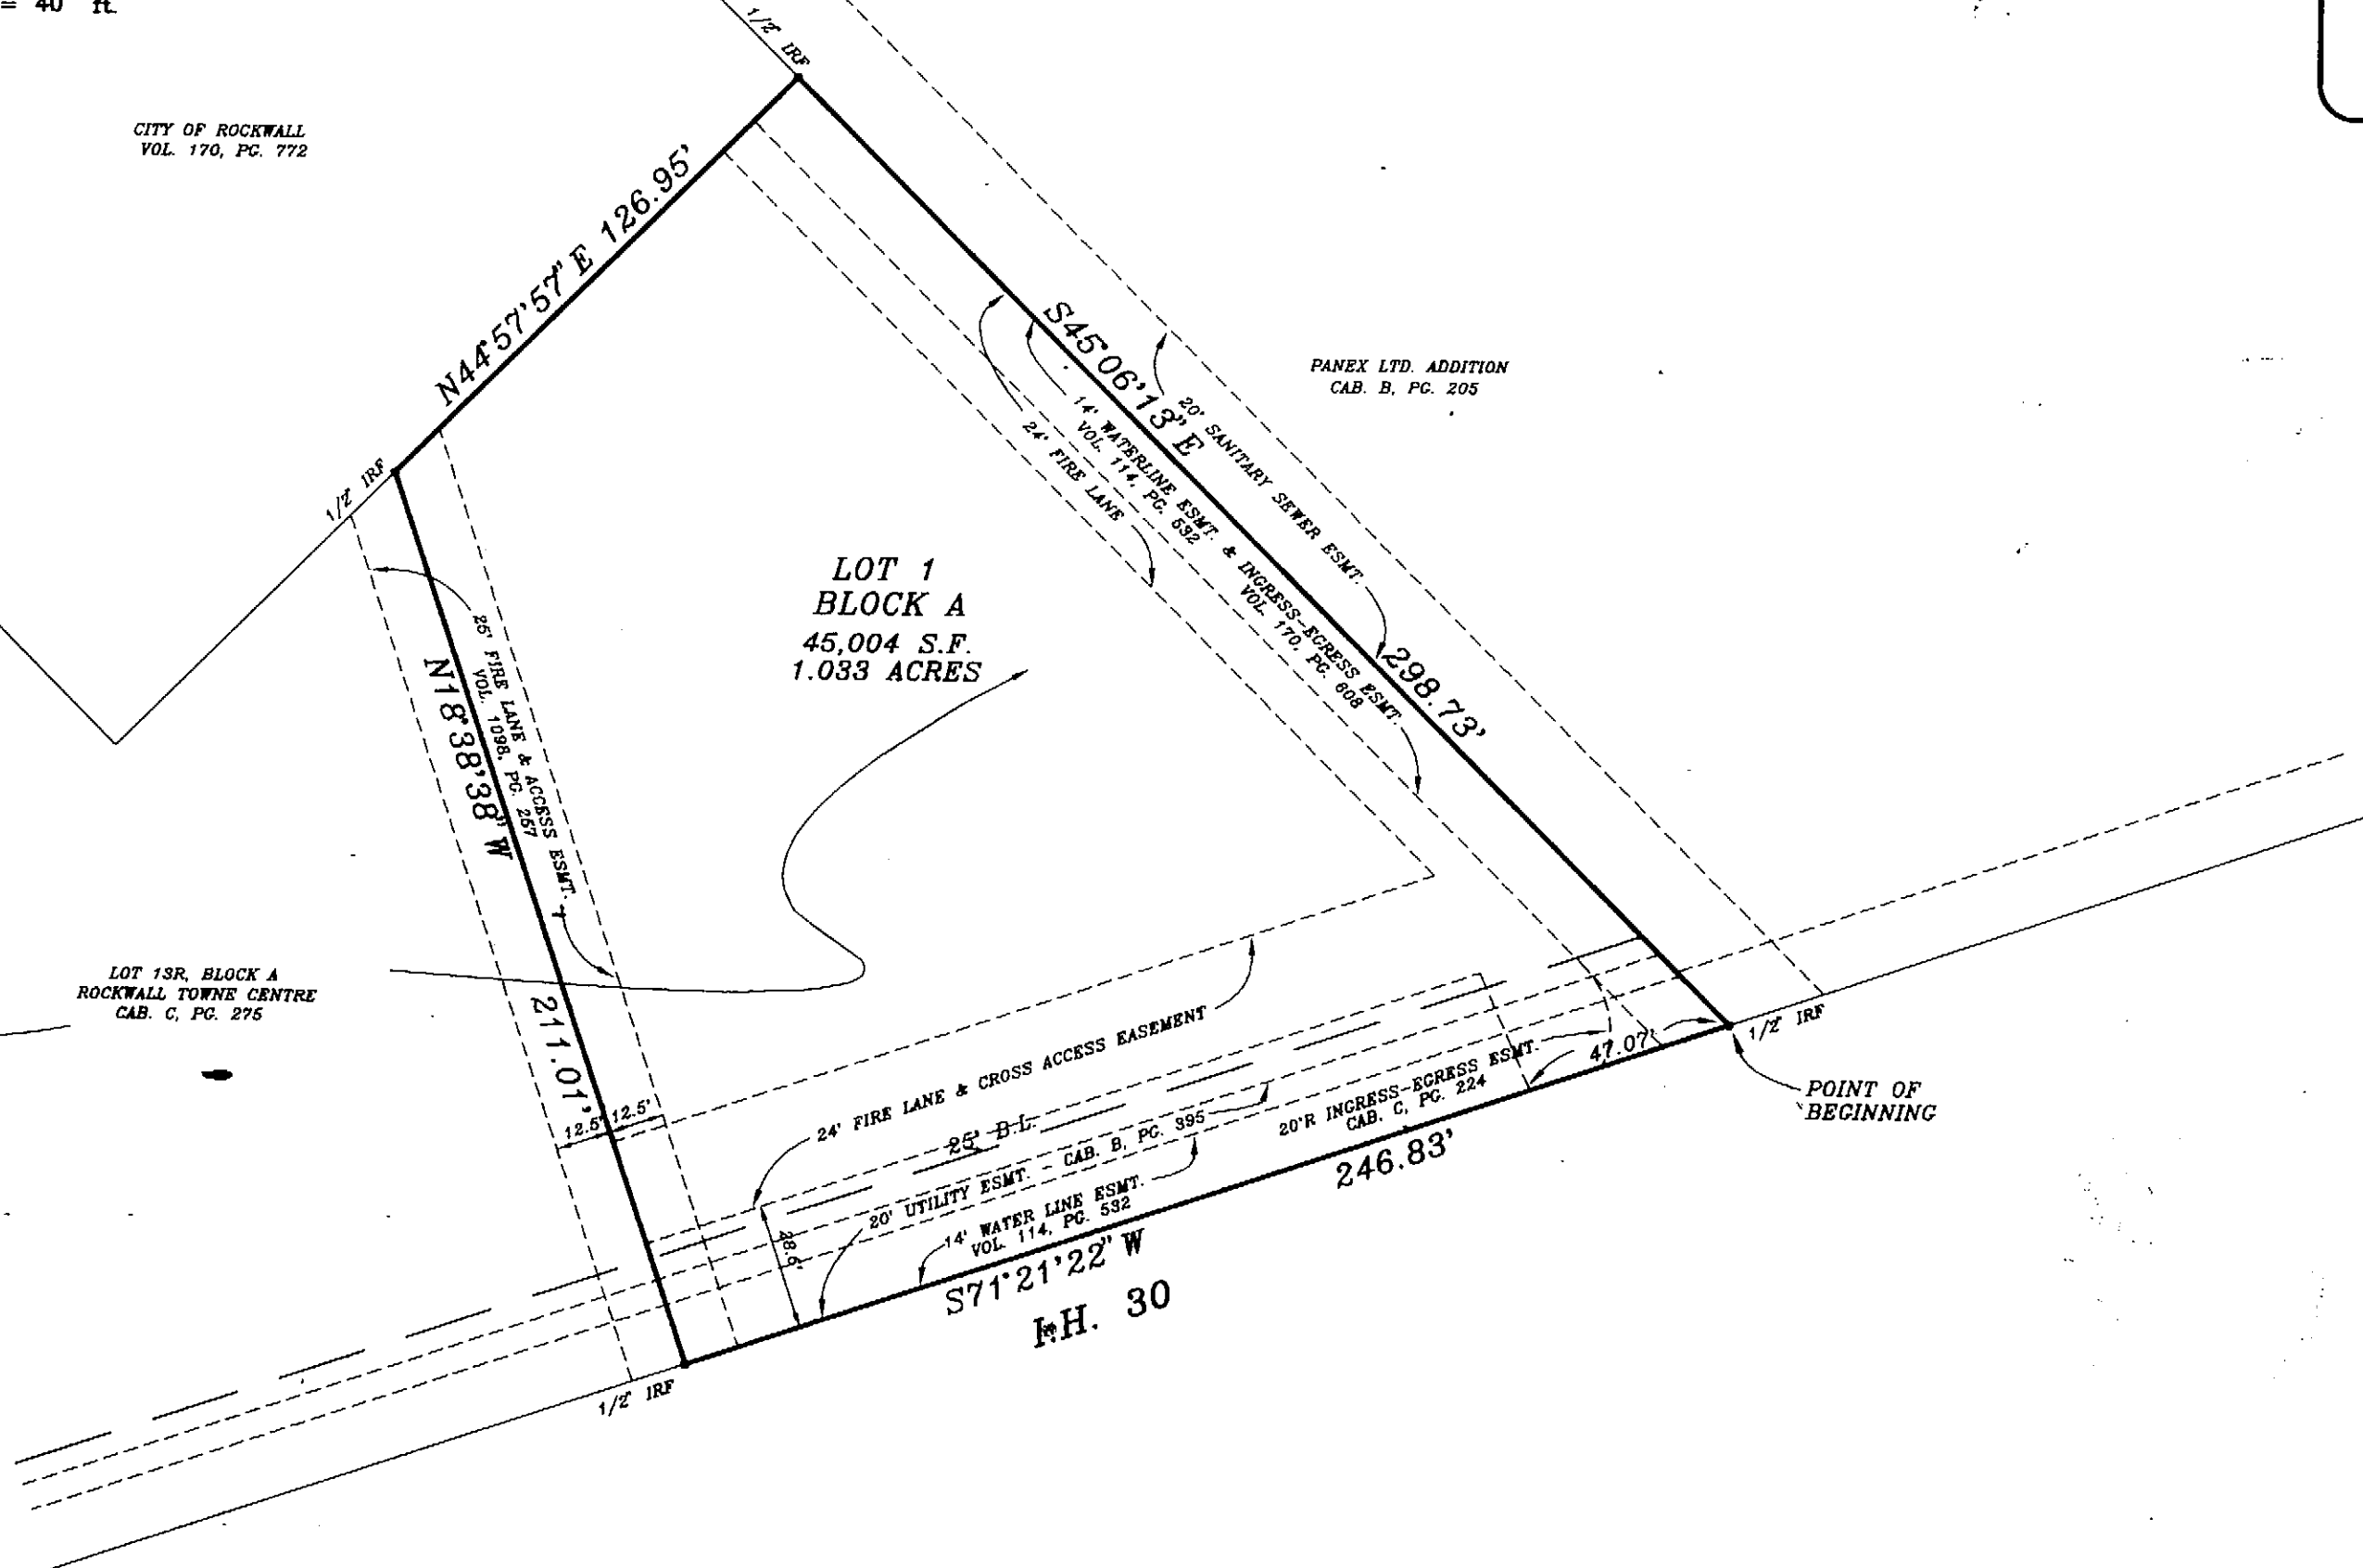 = 40 ft.
1/2" IRF
CITY OF ROCKWALL
VOL. 170, PG. 772
N44°57'57" E 126.95'
1/2" IRF
S45°06'13" E 298.73'
PANEX LTD. ADDITION
CAB. B, PG. 205
20' SANITARY SEWER ESMT.
14' WATERLINE ESMT. & INGRESS-EGRESS ESMT.
VOL. 114, PG. 532
VOL. 170, PG. 608
24' FIRE LANE
LOT 1
BLOCK A
45,004 S.F.
1.033 ACRES
25' FIRE LANE & ACCESS ESMT.
VOL. 1098, PG. 257
N18°38'38" W 211.01'
LOT 13R, BLOCK A
ROCKWALL TOWNE CENTRE
CAB. C, PG. 275
12.5' 12.5'
24' FIRE LANE & CROSS ACCESS EASEMENT
25' B.L.
20' UTILITY ESMT. - CAB. B, PG. 395
14' WATER LINE ESMT.
VOL. 114, PG. 532
20'R INGRESS-EGRESS ESMT.
CAB. C, PG. 224
47.07'
1/2" IRF
POINT OF
BEGINNING
28.6'
S71°21'22" W 246.83'
I.H. 30
1/2" IRF